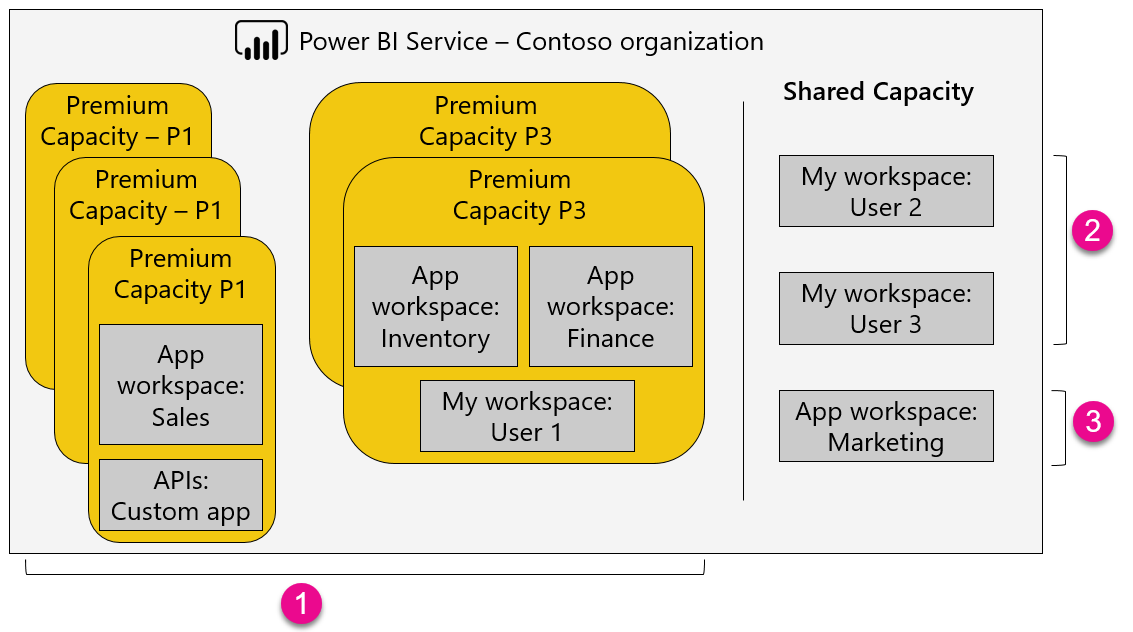 Power BI Service – Contoso organization
Premium
Capacity – P1
Premium
Capacity – P1
Premium
Capacity P1
App
workspace:
Sales
APIs:
Custom app
Premium
Capacity P3
Premium
Capacity P3
App
workspace:
Inventory
App
workspace:
Finance
My workspace:
User 1
Shared Capacity
My workspace:
User 2
My workspace:
User 3
2
App workspace:
Marketing
3
1